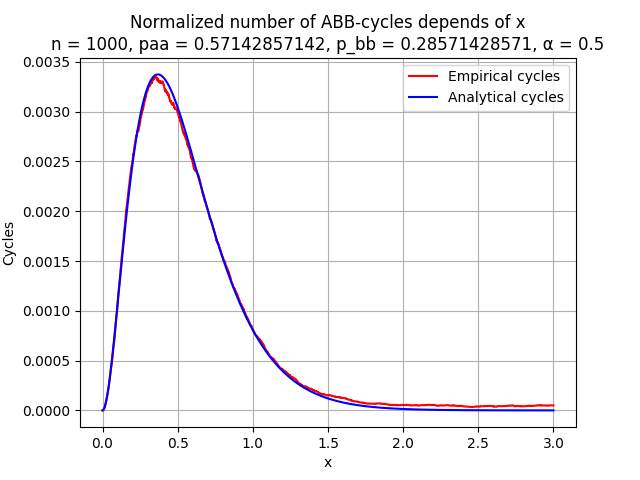 Normalized number of ABB-cycles depends of x
n = 1000, paa = 0.57142857142, p_bb = 0.28571428571, α = 0.5
Empirical cycles
Analytical cycles
Cycles
0.0035
0.0030
0.0025
0.0020
0.0015
0.0010
0.0005
0.0000
0.0 0.5 1.0 1.5 2.0 2.5 3.0
x